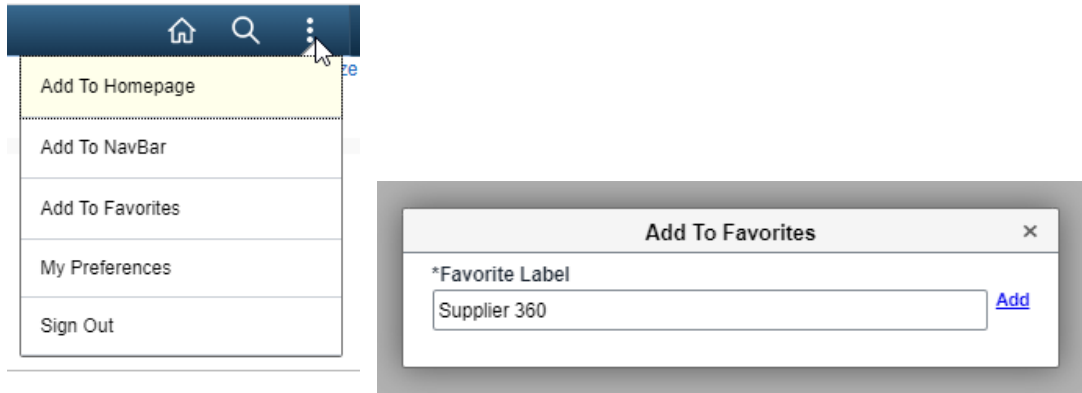 ze
Add To Homepage
Add To NavBar
Add To Favorites
My Preferences
Sign Out
Add To Favorites
×
*Favorite Label
Supplier 360
Add